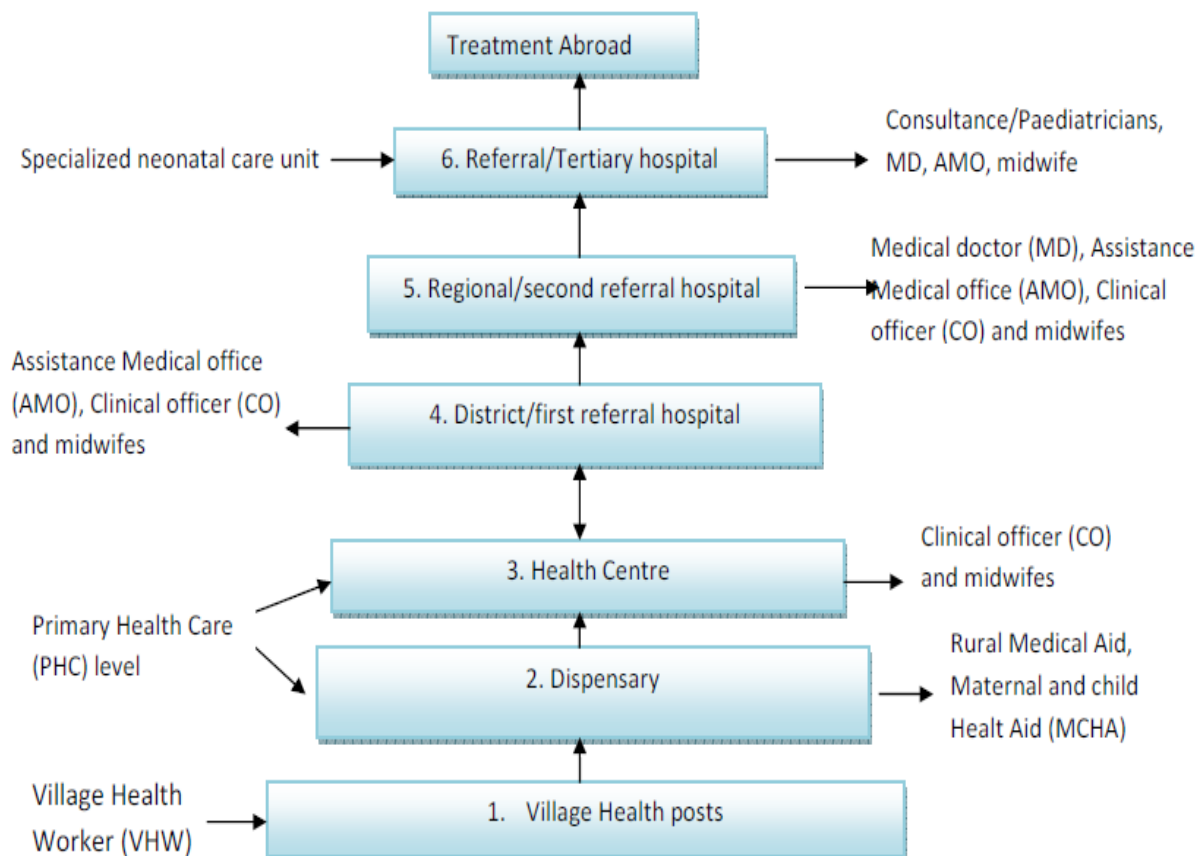 Treatment Abroad
Specialized neonatal care unit
6. Referral/Tertiary hospital
Consultance/Paediatricians,
MD, AMO, midwife
5. Regional/second referral hospital
Medical doctor (MD), Assistance
Medical office (AMO), Clinical
officer (CO) and midwifes
Assistance Medical office
(AMO), Clinical officer (CO)
and midwifes
4. District/first referral hospital
3. Health Centre
Clinical officer (CO)
and midwifes
Primary Health Care
(PHC) level
2. Dispensary
Rural Medical Aid,
Maternal and child
Healt Aid (MCHA)
Village Health
Worker (VHW)
1. Village Health posts